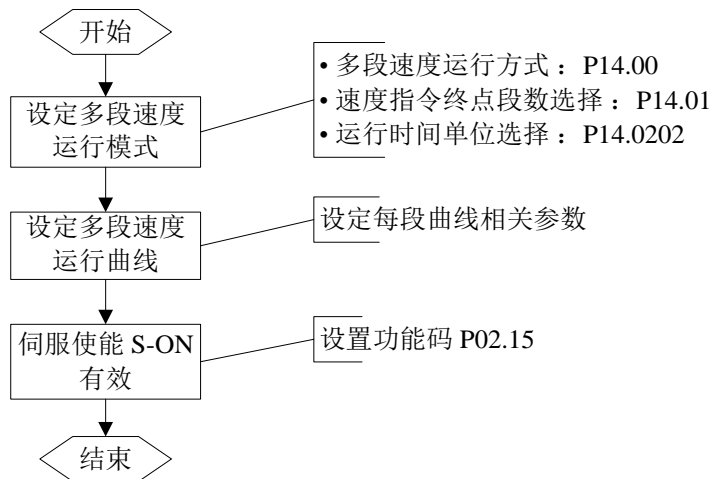 开始
设定多段速度
运行模式
• 多段速度运行方式： P14.00
• 速度指令终点段数选择： P14.01
• 运行时间单位选择： P14.0202
设定多段速度
运行曲线
设定每段曲线相关参数
伺服使能 S-ON
有效
设置功能码 P02.15
结束